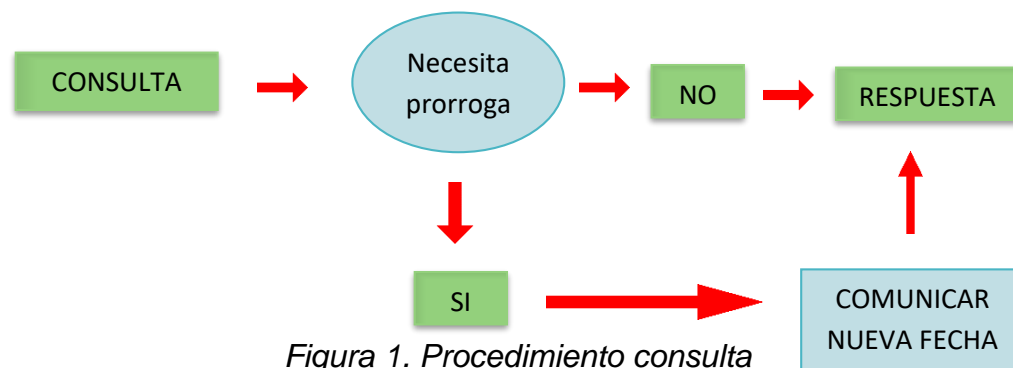 CONSULTA
Necesita
prorroga
NO
RESPUESTA
SI
COMUNICAR
NUEVA FECHA
Figura 1. Procedimiento consulta